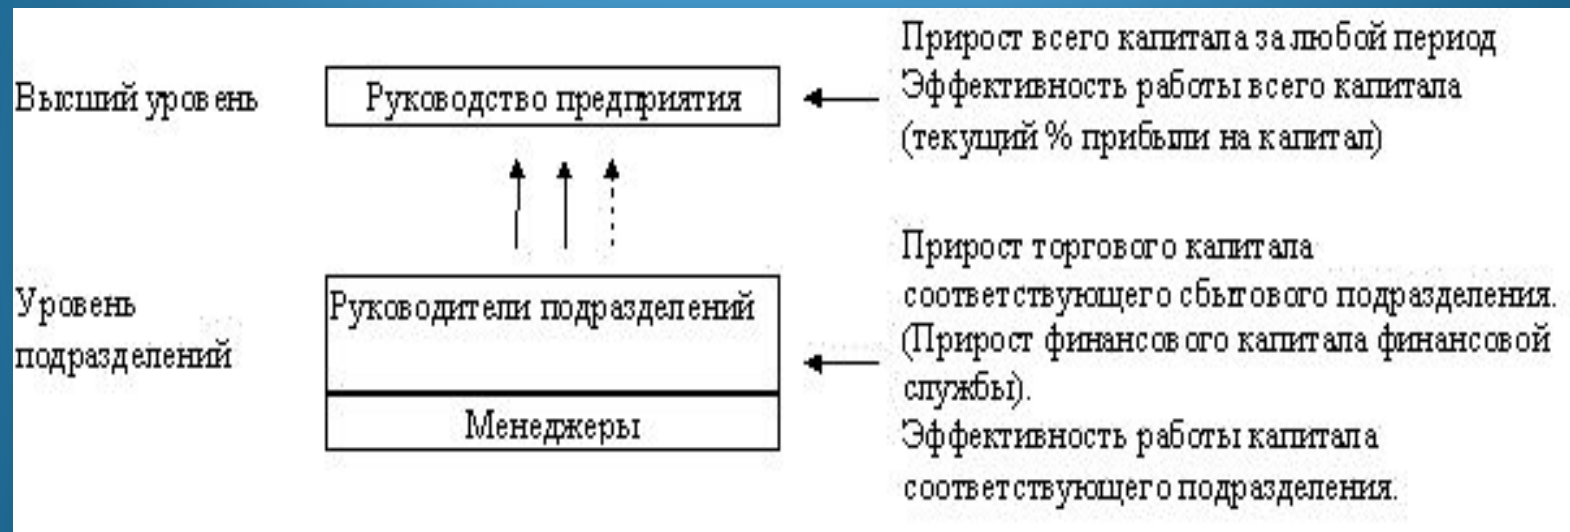 Высший уровень
Руководство предприятия
Прирост всего капитала за любой период
Эффективность работы всего капитала
(текущий % прибыли на капитал)
Уровень
подразделений
Руководители подразделений
Менеджеры
Прирост торгового капитала
соответствующего сбытового подразделения.
(Прирост финансового капитала финансовой
службы).
Эффективность работы капитала
соответствующего подразделения.